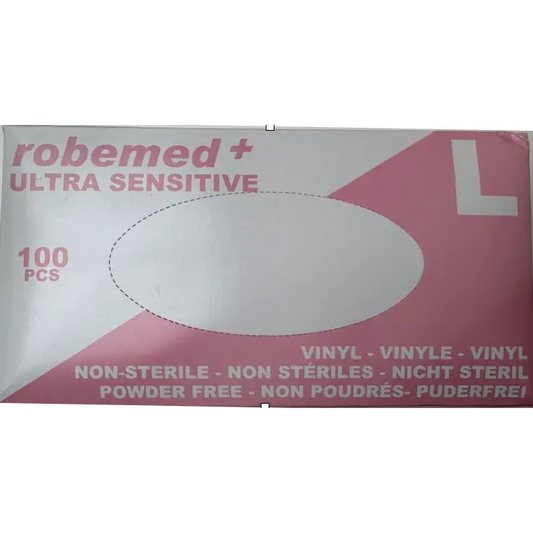 robemed+
ULTRA SENSITIVE
L
100
PCS
VINYL - VINYLE - VINYL
NON-STERILE - NON STÉRILES - NICHT STERIL
POWDER FREE - NON POUDRÉS- PUDERFREI